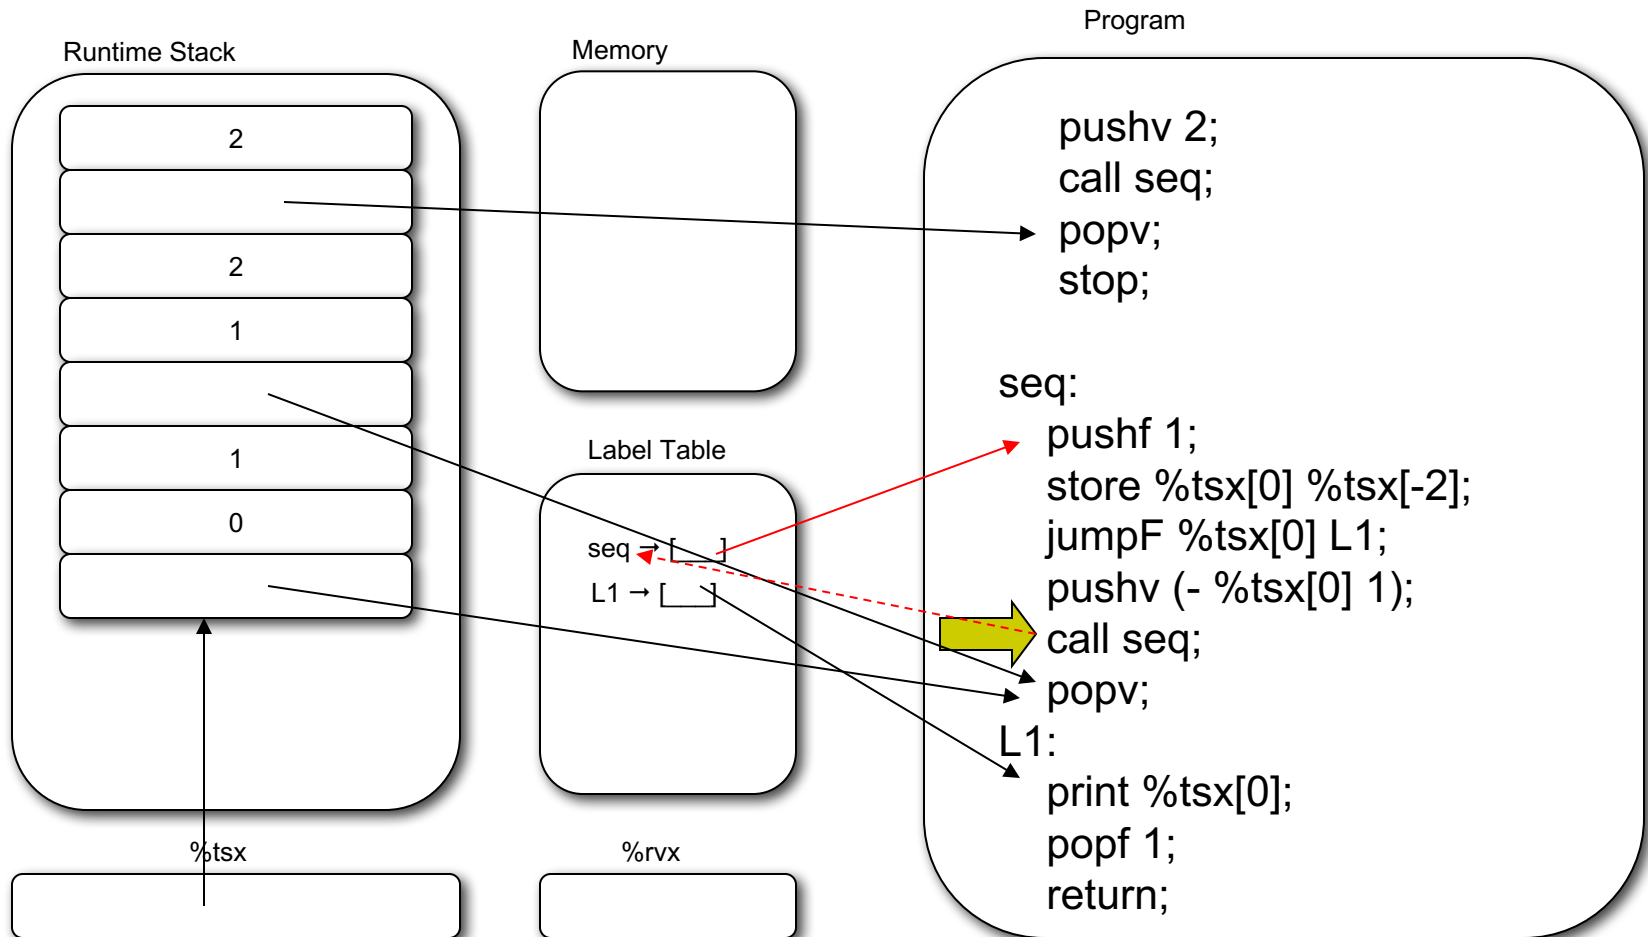 Runtime Stack
2
2
1
1
0
%tsx
Memory
Label Table
seq → [___]
L1 → [___]
%rvx
Program
pushv 2;
call seq;
popv;
stop;
seq:
pushf 1;
store %tsx[0] %tsx[-2];
jumpF %tsx[0] L1;
pushv (- %tsx[0] 1);
call seq;
popv;
L1:
print %tsx[0];
popf 1;
return;